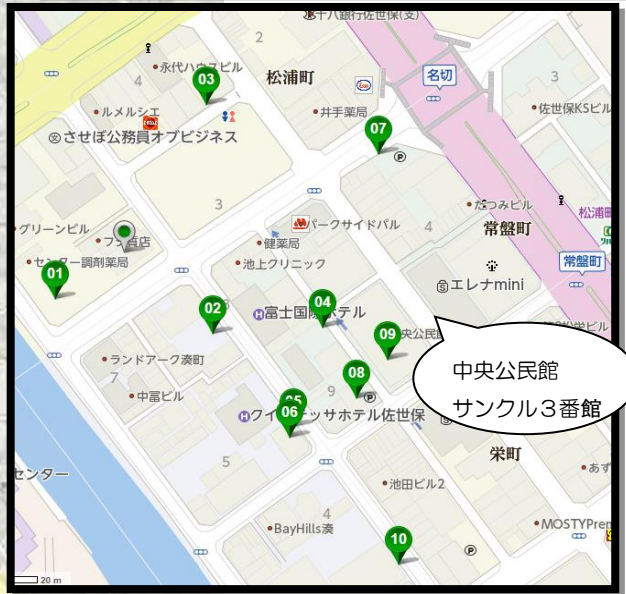 十八銀行佐世保(支)
2
永代ハウスビル
4
03
松浦町
名切
3
ルメルシエ
井手薬局
佐世保KSビル
させぼ公務員オブビジネス
07
P
3
たつみビル
グリーンビル
パークサイドパル
4
常盤町
松浦町
健薬局
センター調剤薬局
池上クリニック
常盤町
01
エレナmini
02
富士国際ホテル
04
09
ランドアーク湊町
7
中央公民館
サンクル3番館
中冨ビル
08
9
P
05
06
クイ
ッサホテル佐世保
5
栄町
センター
池田ビル2
4
BayHills湊
MOSTYPre
10
P
20 m